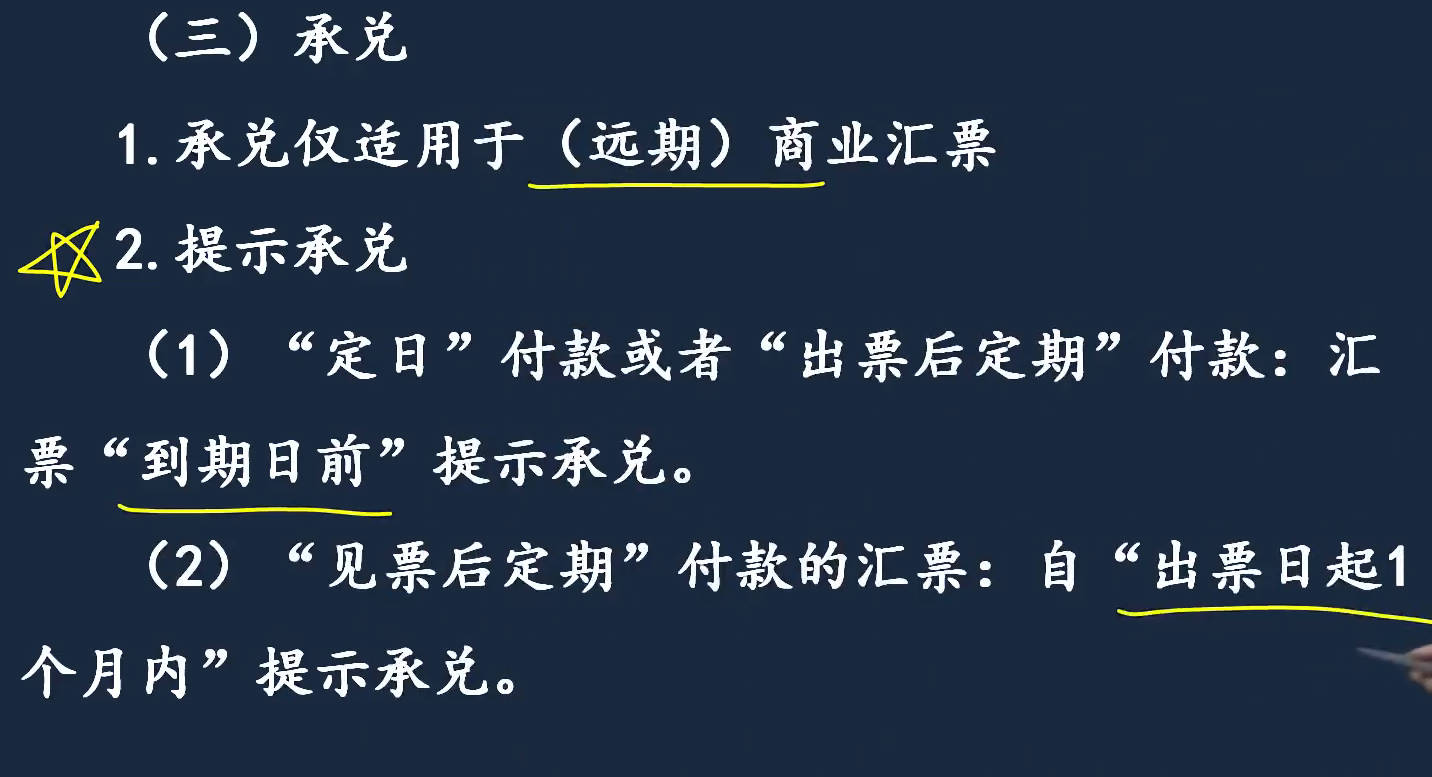 （三）承兑
1.承兑仅适用于（远期）商业汇票
2.提示承兑
（1）“定日”付款或者“出票后定期”付款：汇
票“到期日前”提示承兑。
（2）“见票后定期”付款的汇票：自“出票日起1
个月内”提示承兑。